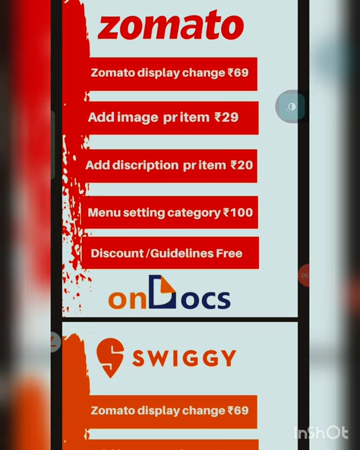 zomato
Zomato display change ₹69
Add image pr item ₹29
Add discription pr item ₹20
Menu setting category ₹100
Discount /Guidelines Free
onDocs
SWIGGY
Zomato display change ₹69
InShOt